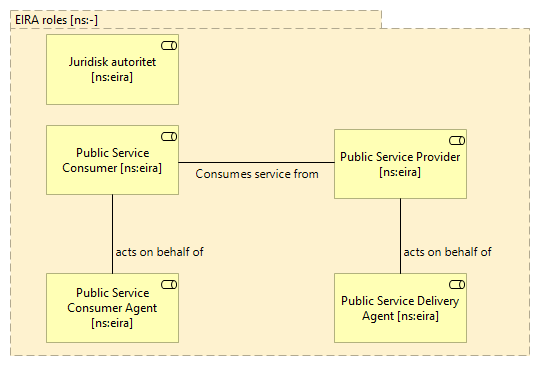 EIRA roles [ns:-]
Juridisk autoritet
[ns:eira]
Public Service
Consumer [ns:eira]
Consumes service from
Public Service Provider
[ns:eira]
acts on behalf of
acts on behalf of
Public Service
Consumer Agent
[ns:eira]
Public Service Delivery
Agent [ns:eira]